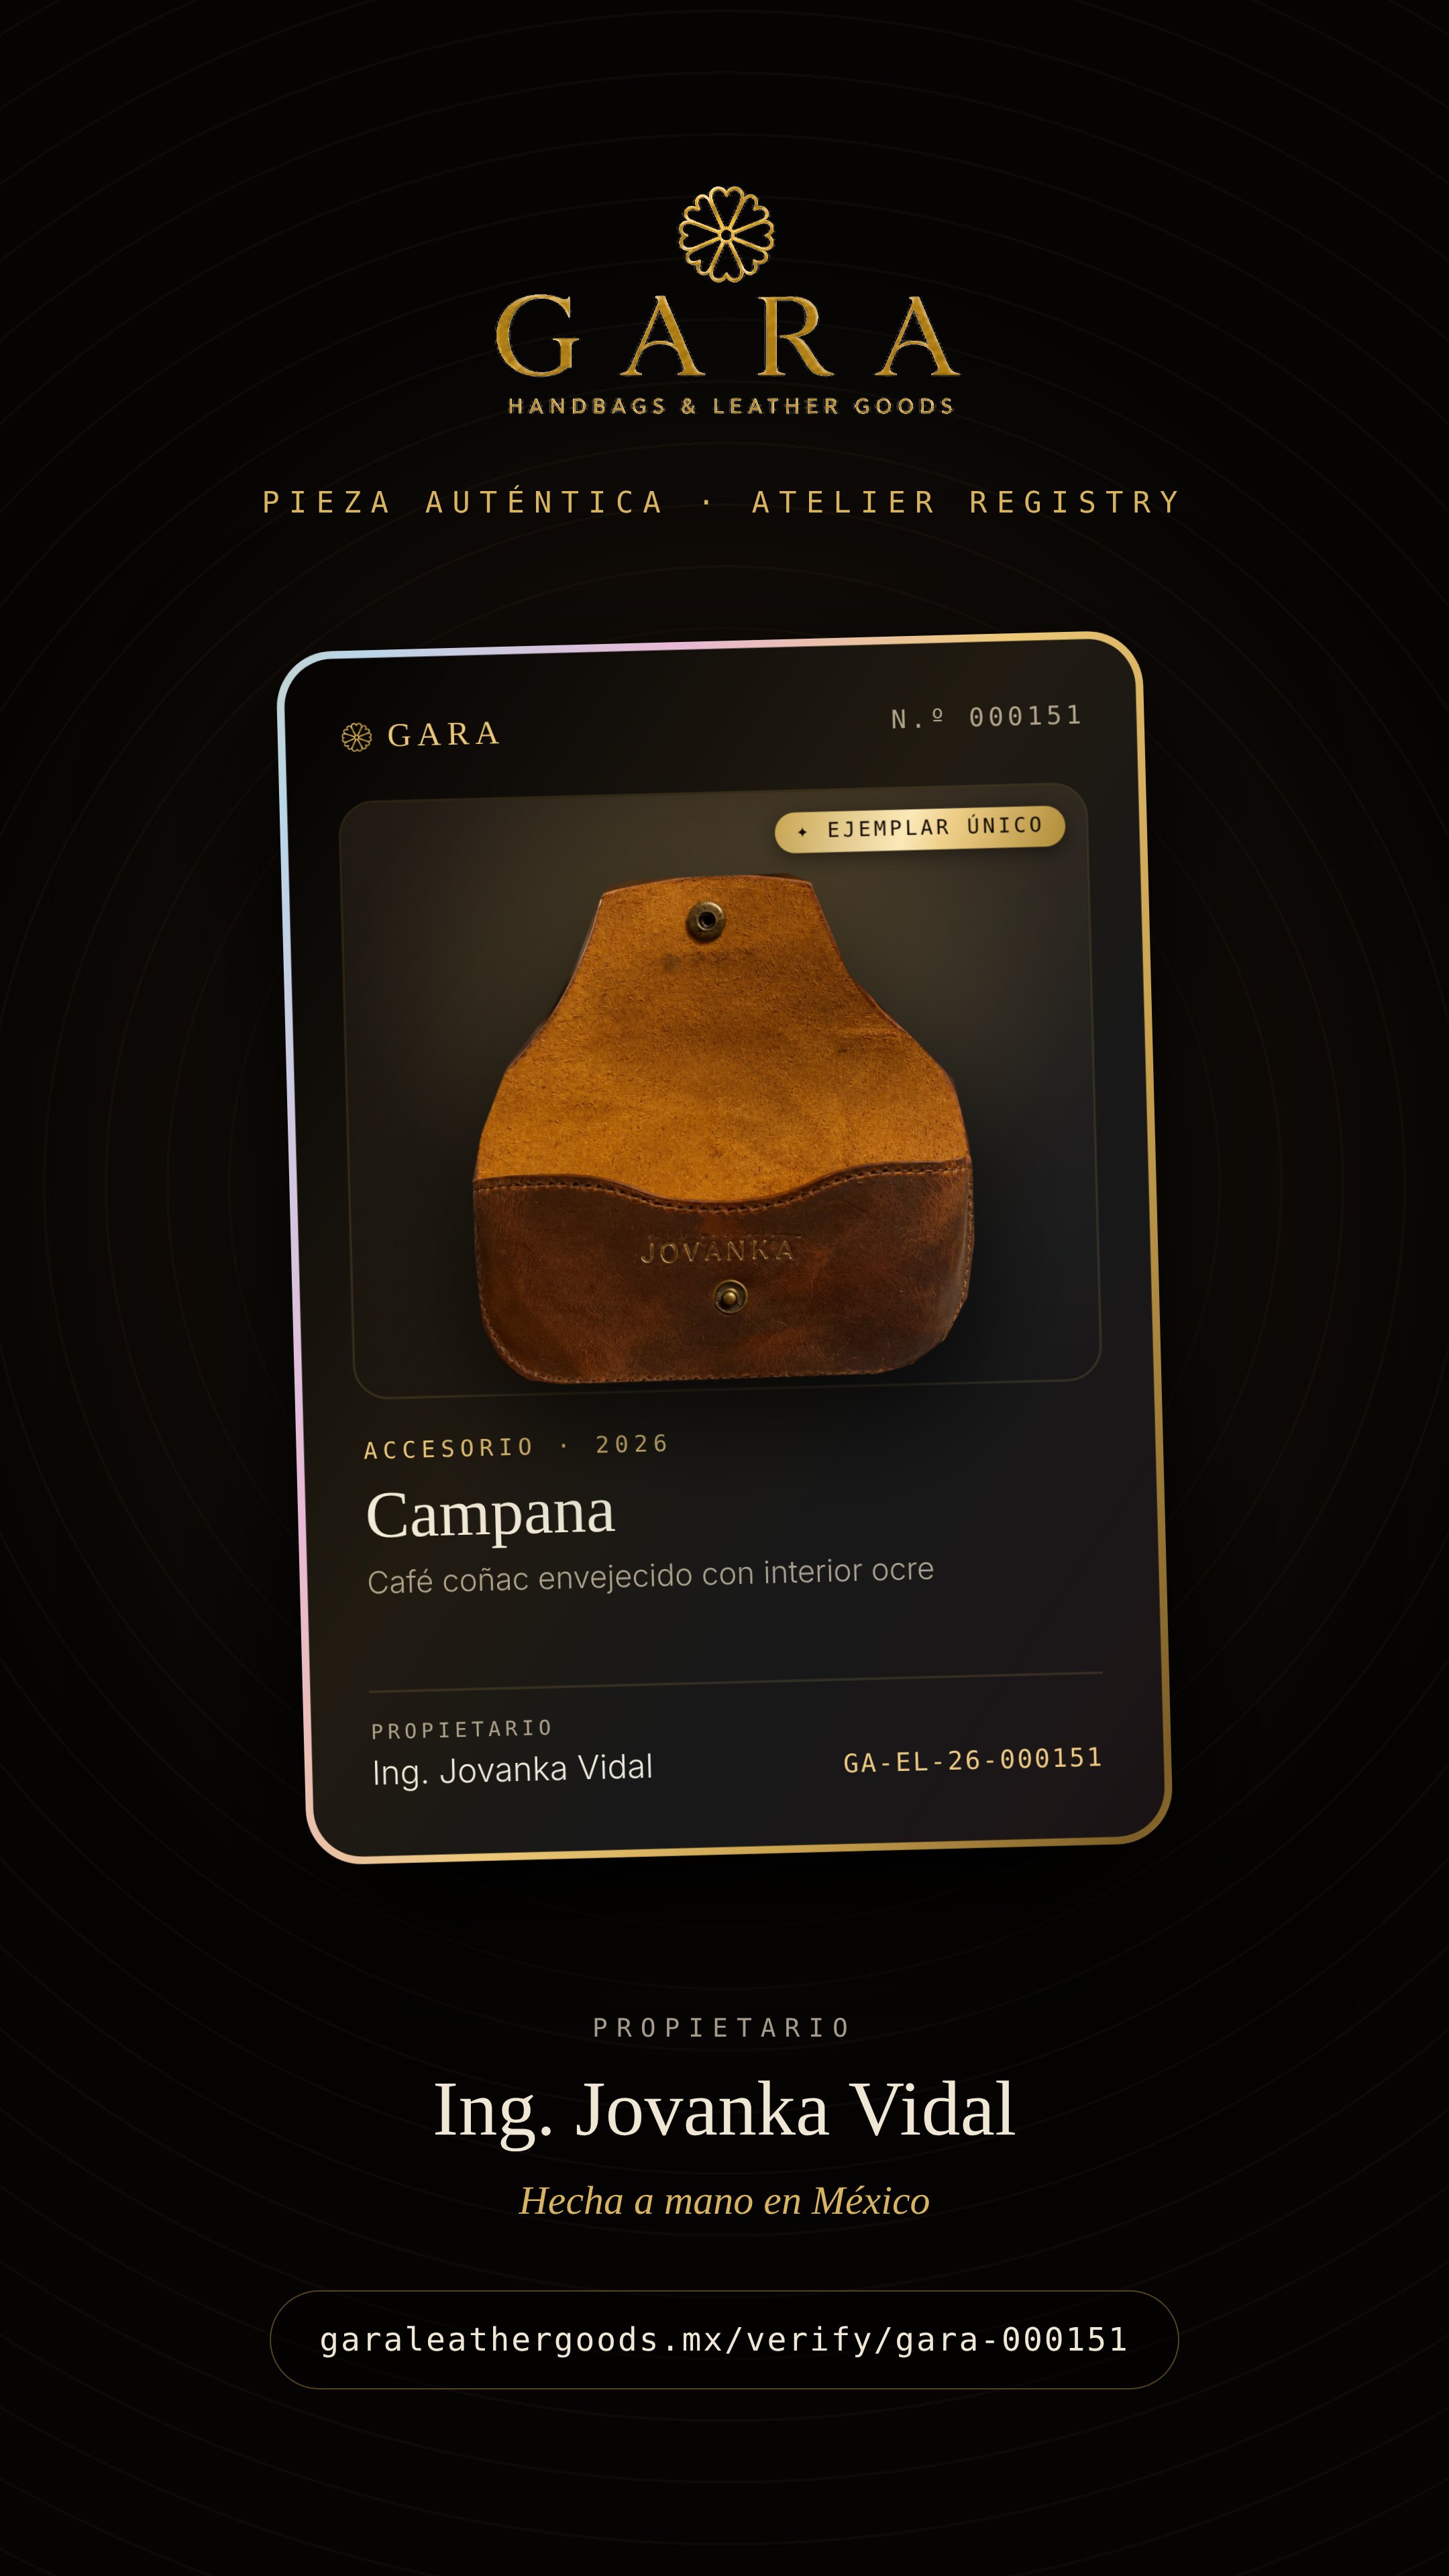 GARA
HANDBAGS & LEATHER GOODS
PIEZA AUTÉNTICA · ATELIER REGISTRY
GARA
N.º 000151
✦ EJEMPLAR ÚNICO
JOVANKA
ACCESORIO · 2026
Campana
Café coñac envejecido con interior ocre
PROPIETARIO
Ing. Jovanka Vidal
GA-EL-26-000151
PROPIETARIO
Ing. Jovanka Vidal
Hecha a mano en México
garaleathergoods.mx/verify/gara-000151